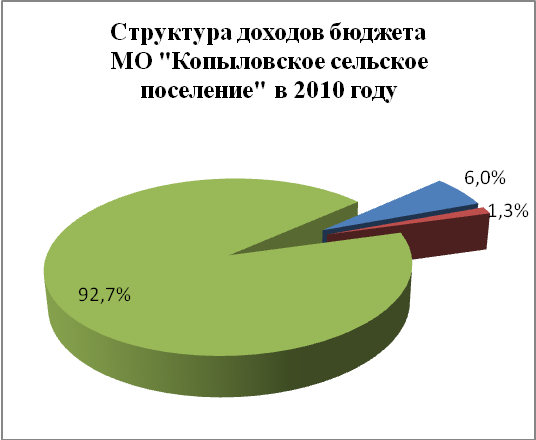 Структура доходов бюджета
МО "Копыловское сельское
поселение" в 2010 году
6,0%
1,3%
92,7%